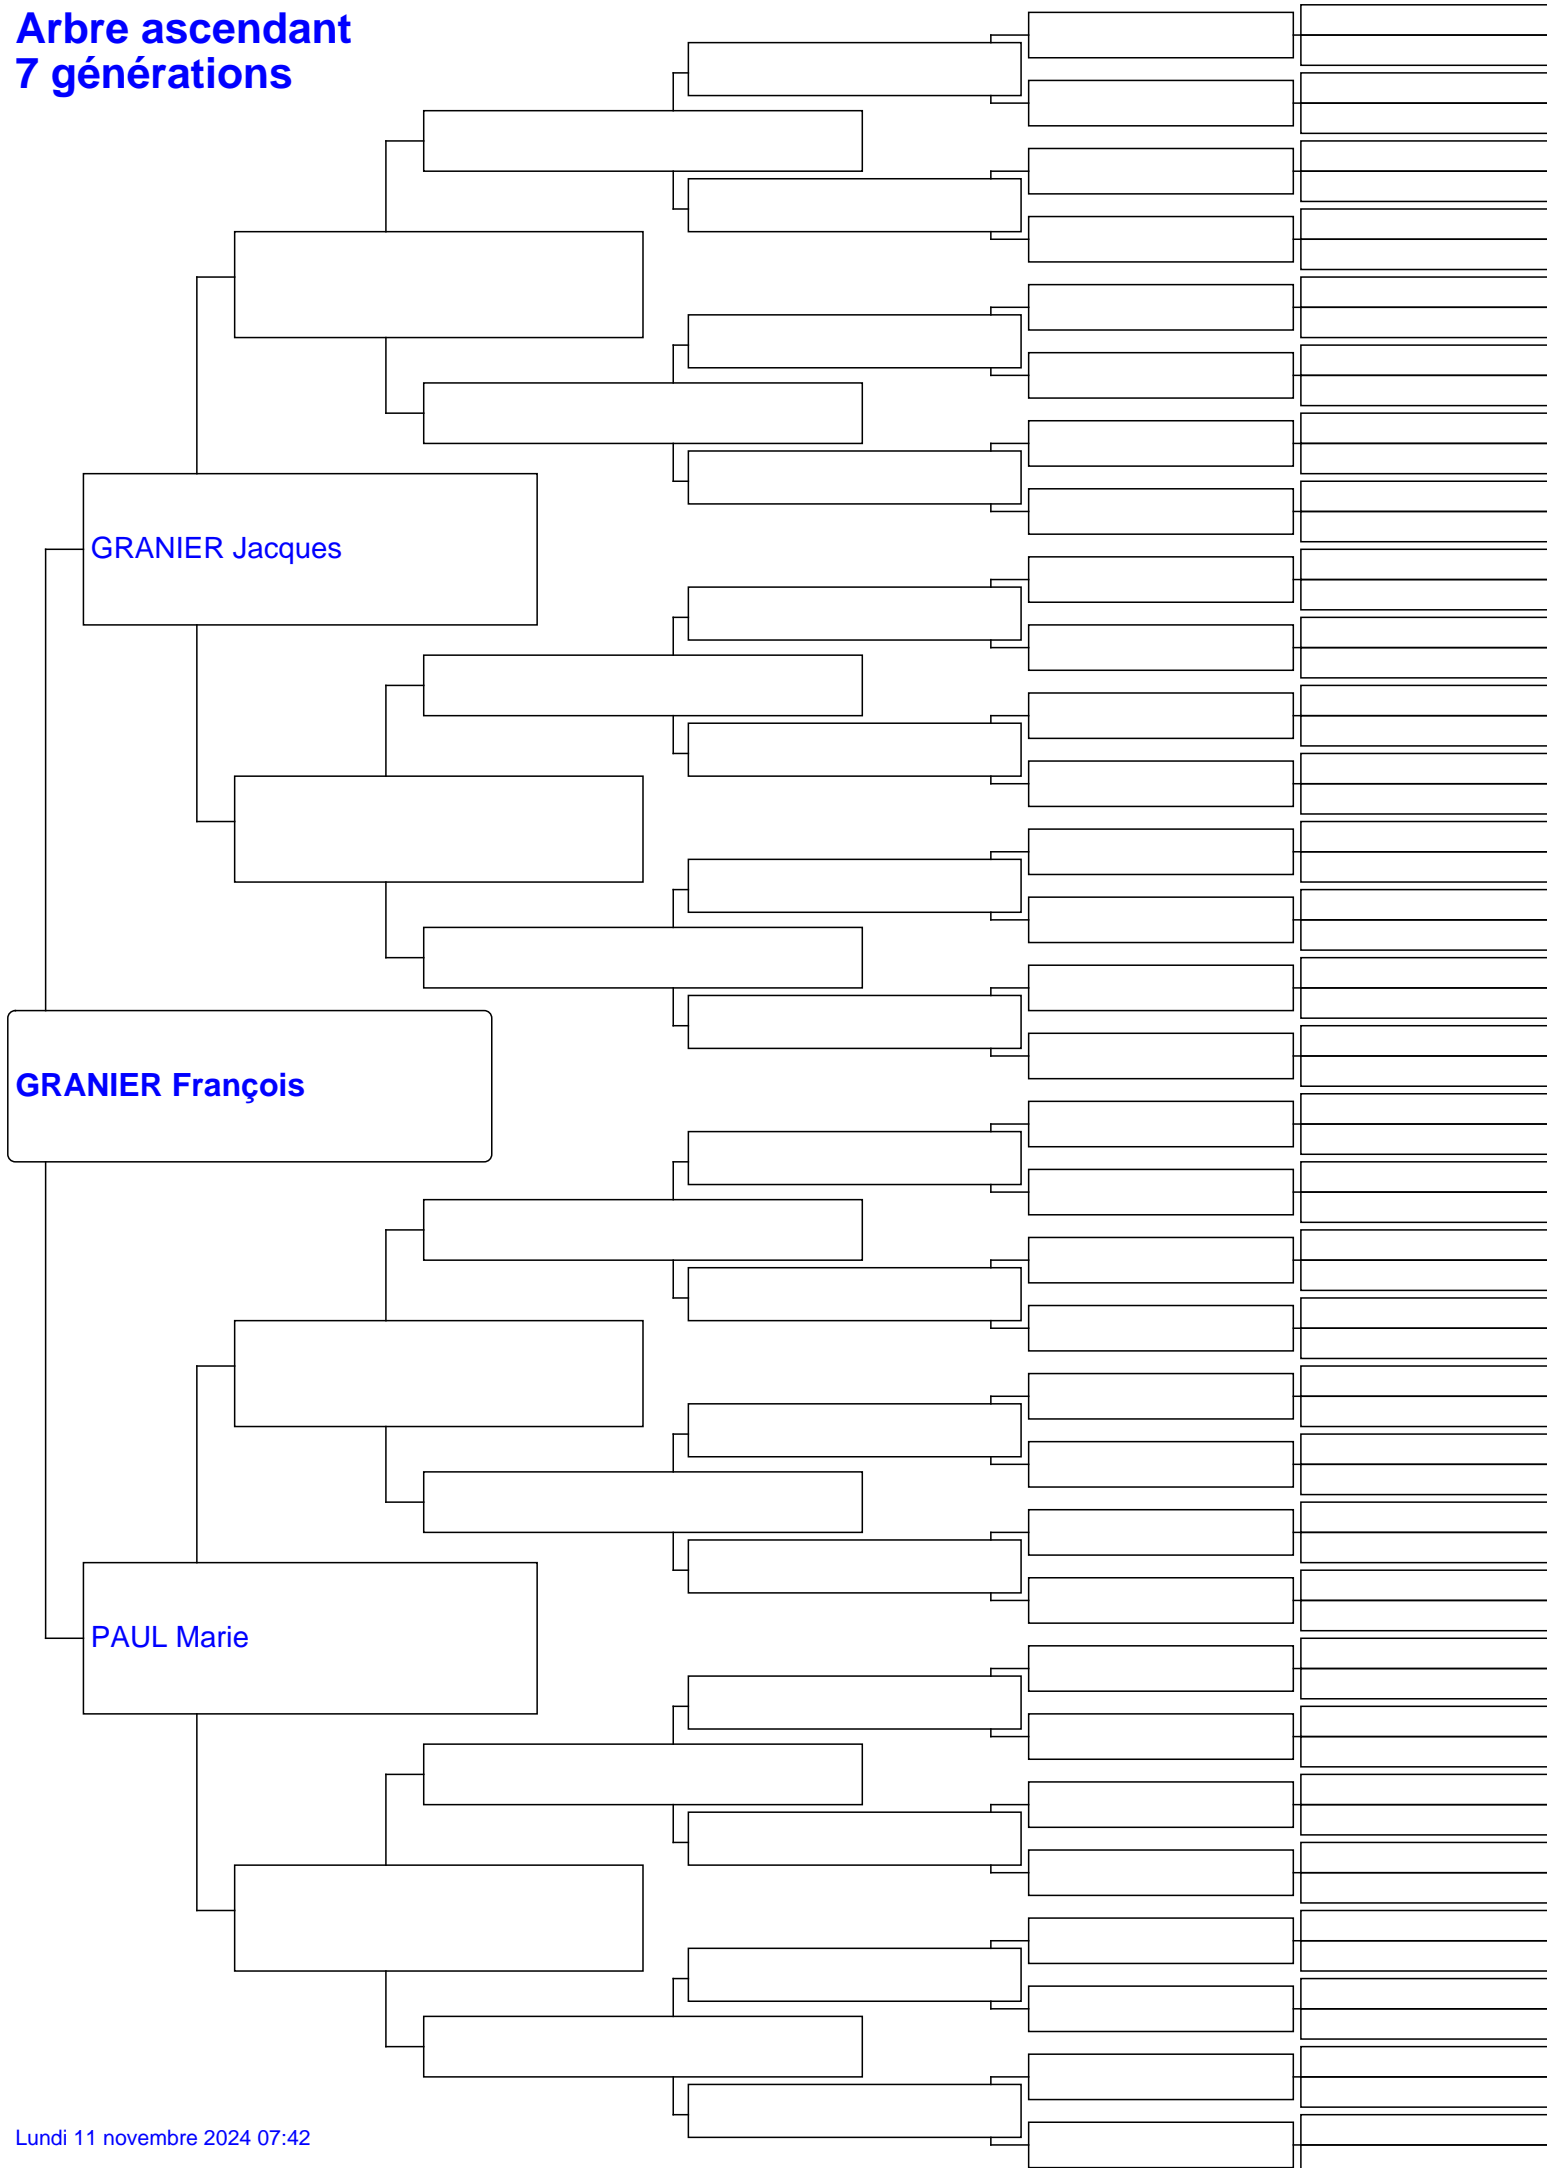 Arbre ascendant
7 générations
GRANIER Jacques
GRANIER François
PAUL Marie
Lundi 11 novembre 2024 07:42